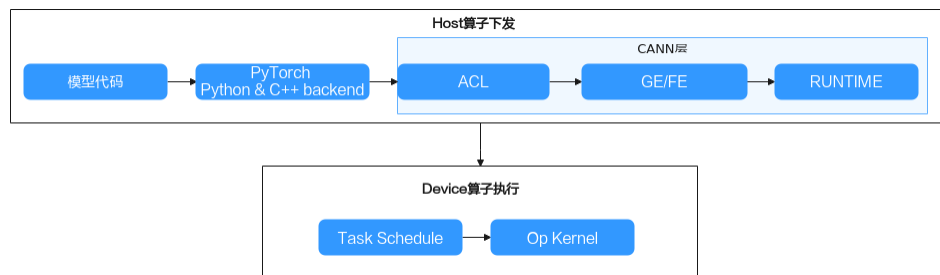 Host算子下发
CANN层
模型代码
PyTorch
Python & C++ backend
ACL
GE/FE
RUNTIME
Device算子执行
Task Schedule
Op Kernel